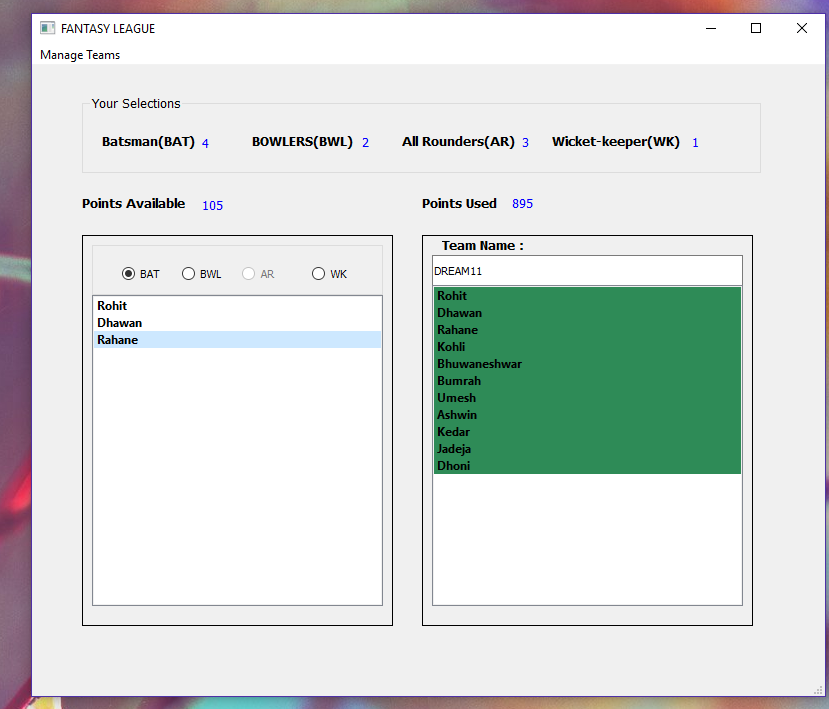 FANTASY LEAGUE
Manage Teams
Your Selections
Batsman(BAT) 4 BOWLERS(BWL) 2 All Rounders(AR) 3 Wicket-keeper(WK) 1
Points Available 105 Points Used 895
Team Name :
BAT BWL AR WK
DREAM11
Rohit
Dhawan
Rahane
Rohit
Dhawan
Rahane
Kohli
Bhuwaneshwar
Bumrah
Umesh
Ashwin
Kedar
Jadeja
Dhoni